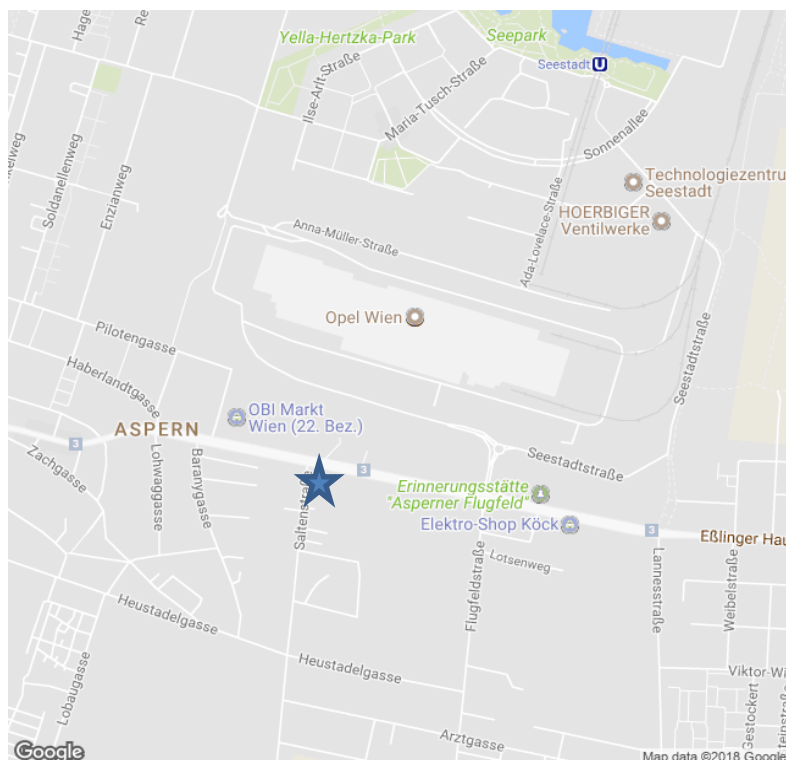 Yella-Hertzka-Park
Seepark
Seestadt U
Ilse-Arlt-Straße
Maria-Tusch-Straße
Sonnenallee
Soldanellenweg
Enzianweg
Technologiezentru
Seestadt
HOERBIGER
Ventilwerke
Ada-Lovelace-Straße
Anna-Müller-Straße
Opel Wien
Pilotengasse
Haberlandtgasse
Seestadtstraße
OBI Markt
Wien (22. Bez.)
ASPERN
3
Zachgasse
Lohwaggasse
Baranygasse
Saltenstraße
3
Seestadtstraße
Erinnerungsstätte
"Asperner Flugfeld"
Elektro-Shop Köck
3
Eßlinger Hau
Lotsenweg
Flugfeldstraße
Lannesstraße
Weibelstraße
Heustadelgasse
Heustadelgasse
Lobaugasse
Viktor-Wi
Gestockert
Arztgasse
Google
Map data ©2018 Google